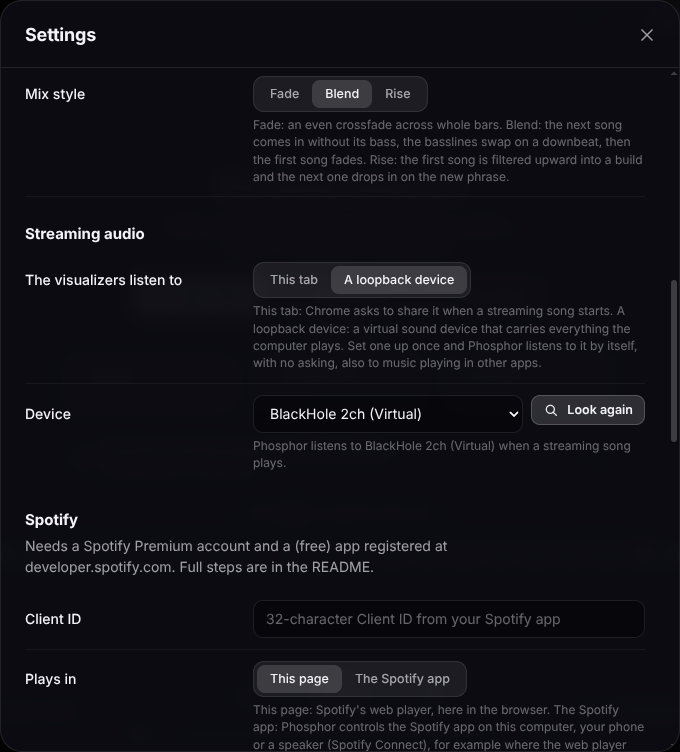 Settings
Mix style
Fade Blend Rise
Fade: an even crossfade across whole bars. Blend: the next song
comes in without its bass, the basslines swap on a downbeat, then
the first song fades. Rise: the first song is filtered upward into a build
and the next one drops in on the new phrase.
Streaming audio
The visualizers listen to
This tab A loopback device
This tab: Chrome asks to share it when a streaming song starts. A
loopback device: a virtual sound device that carries everything the
computer plays. Set one up once and Phosphor listens to it by itself,
with no asking, also to music playing in other apps.
Device
BlackHole 2ch (Virtual)
Look again
Phosphor listens to BlackHole 2ch (Virtual) when a streaming song
plays.
Spotify
Needs a Spotify Premium account and a (free) app registered at
developer.spotify.com. Full steps are in the README.
Client ID
32-character Client ID from your Spotify app
Plays in
This page The Spotify app
This page: Spotify's web player, here in the browser. The Spotify
app: Phosphor controls the Spotify app on this computer, your phone
or a speaker (Spotify Connect), for example where the web player